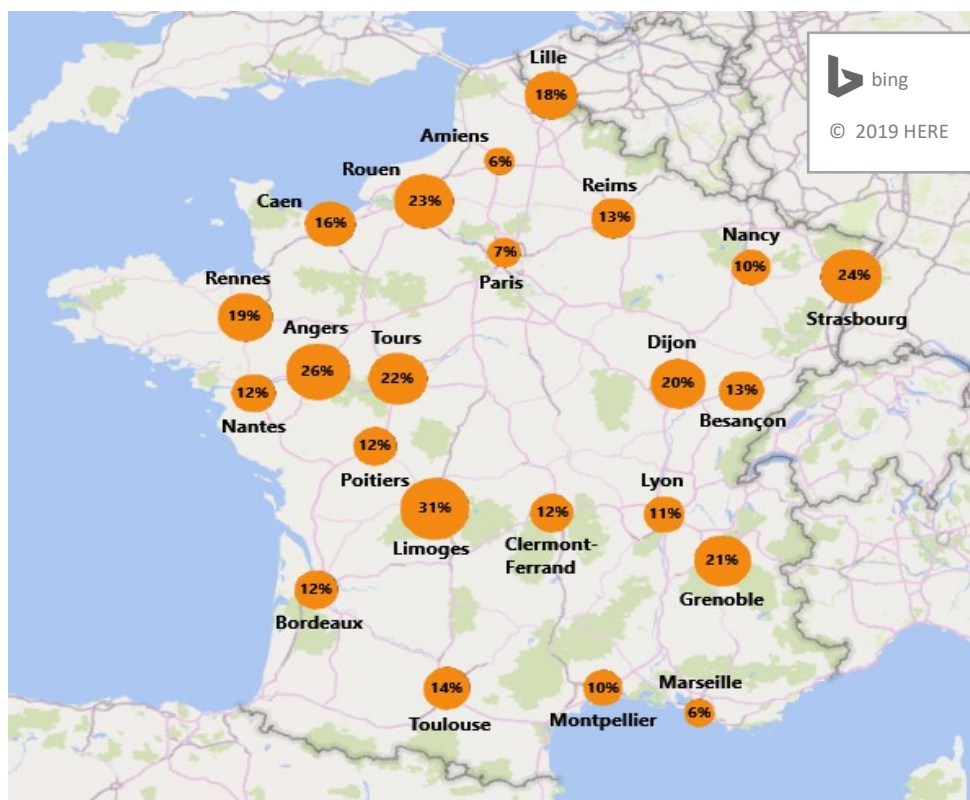 Lille
18%
bing
© 2019 HERE
Amiens
6%
Rouen
23%
Reims
13%
Caen
16%
Nancy
10%
7%
Paris
24%
Strasbourg
Rennes
19%
Angers
26%
Tours
22%
Dijon
20%
13%
Besançon
12%
Nantes
12%
Poitiers
31%
Limoges
12%
Clermont-
Ferrand
Lyon
11%
21%
Grenoble
12%
Bordeaux
14%
Toulouse
10%
Montpellier
Marseille
6%